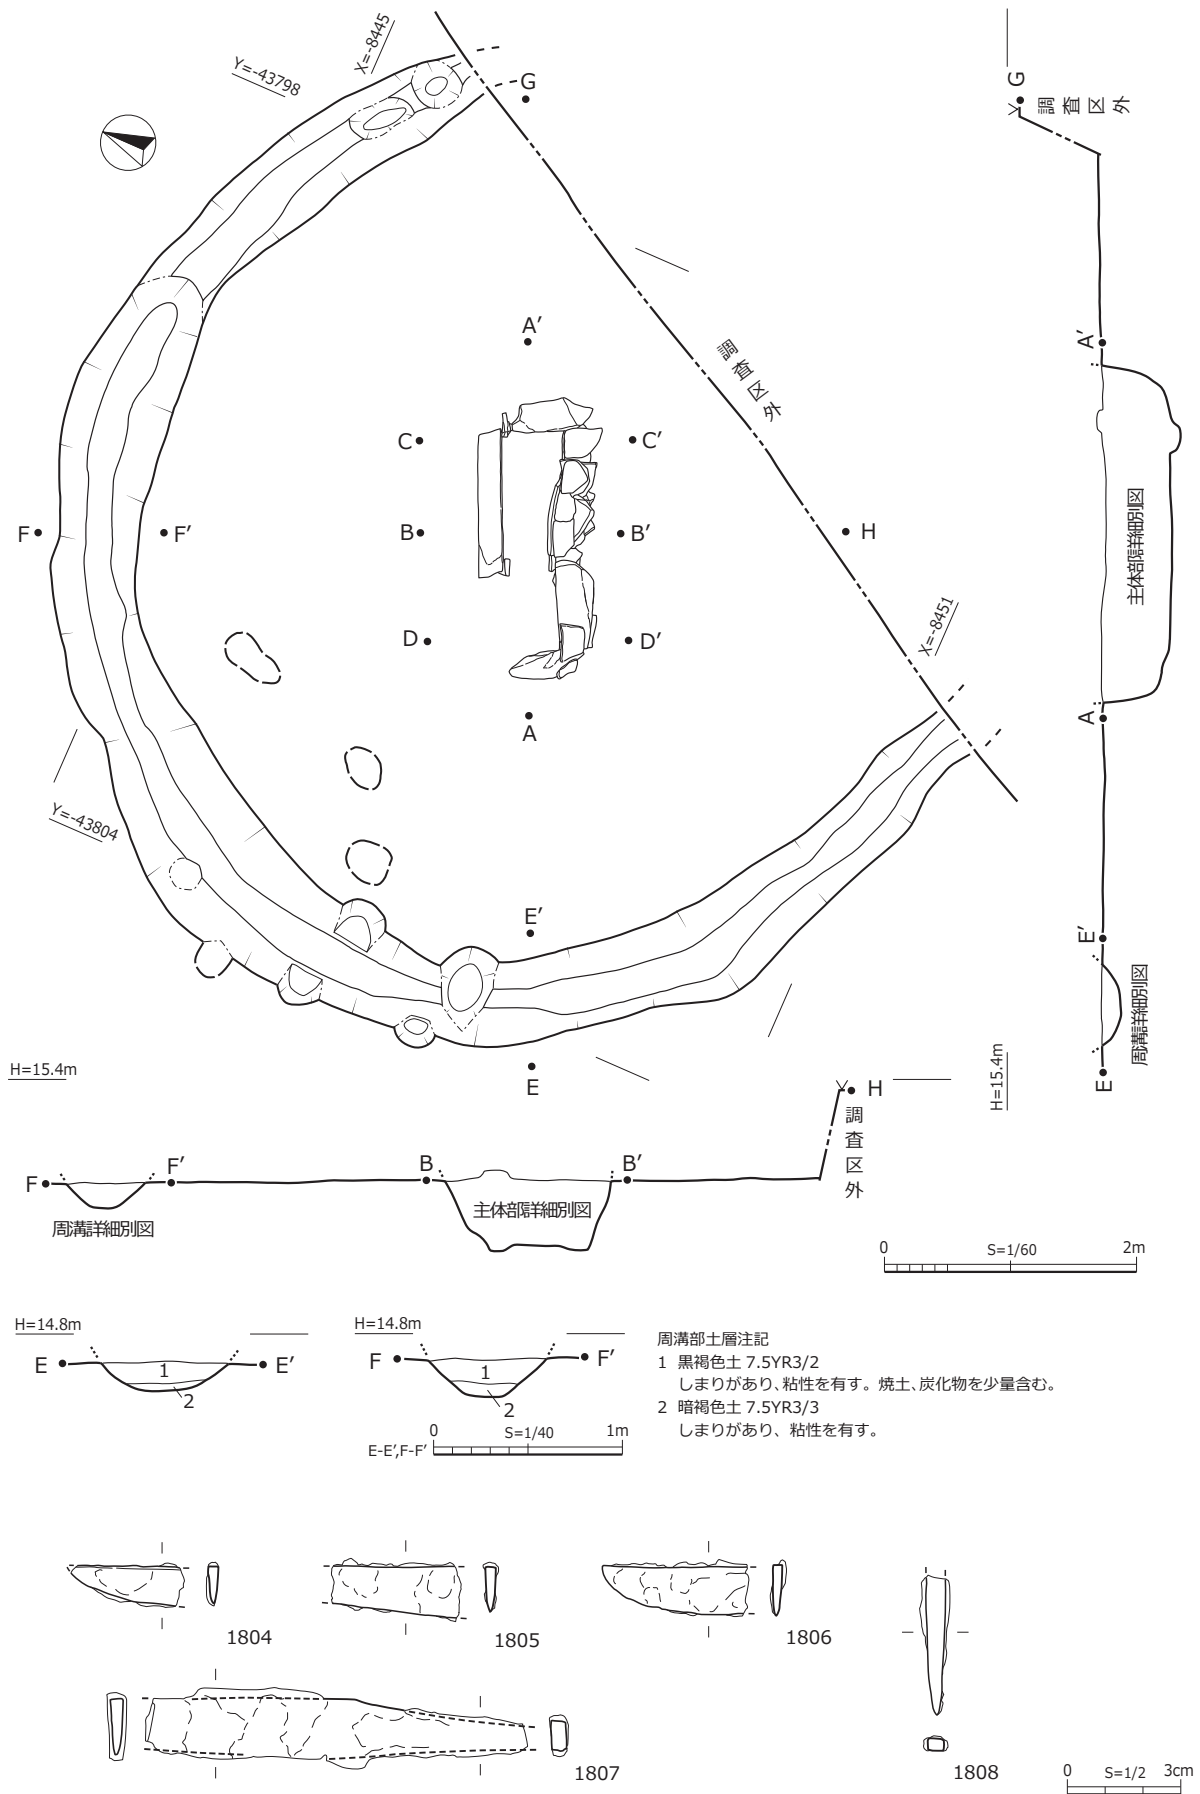 X=-8445
Y=-43798
G
G
調査区外
A′
A′
調査区外
C
C′
F
F′
B
B′
H
主体部詳細別図
X=-8451
D
D′
A
A
Y=-43804
E′
E′
周溝詳細別図
H=15.4m
E
E
H=15.4m
H
調査区外
F
F′
B
B′
周溝詳細別図
主体部詳細別図
0 S=1/60 2m
H=14.8m
H=14.8m
E 1 E′
2
F 1 F′
2
周溝部土層注記
1 黒褐色土 7.5YR3/2
しまりがあり、粘性を有す。焼土、炭化物を少量含む。
2 暗褐色土 7.5YR3/3
しまりがあり、粘性を有す。
E-E′,F-F′ 0 S=1/40 1m
1804
1805
1806
1807
1808
0 S=1/2 3cm